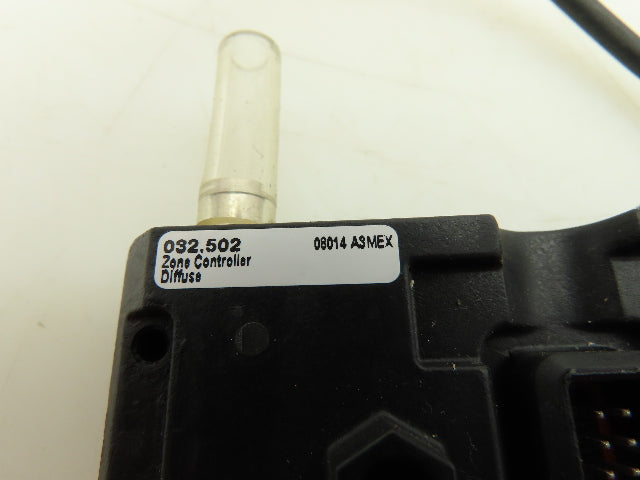 032.502 08014 A3MEX
Zone Controller
Diffuse